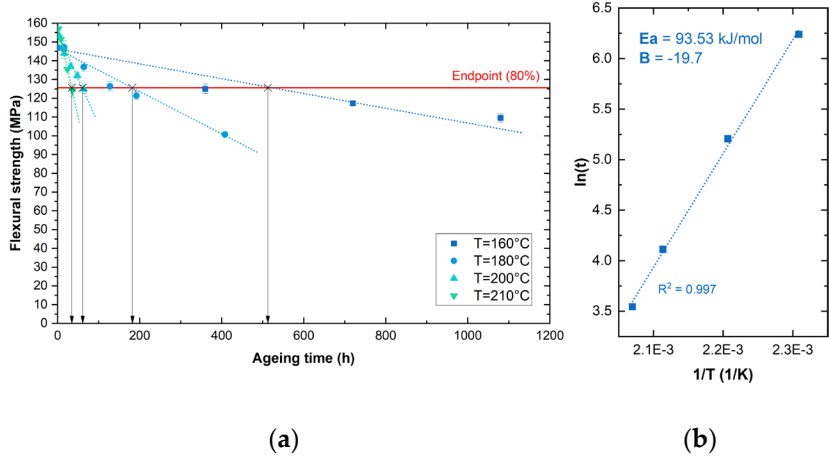 (a)
160
150
140
130
120
110
100
90
80
70
60
50
40
30
20
10
0
Flexural strength (MPa)
Endpoint (80%)
T=160°C
T=180°C
T=200°C
T=210°C
0 200 400 600 800 1000 1200
Ageing time (h)
(b)
6.5
6.0
5.5
5.0
4.5
4.0
3.5
ln(t)
Ea = 93.53 kJ/mol
B = -19.7
R² = 0.997
2.1E-3 2.2E-3 2.3E-3
1/T (1/K)
(a) (b)